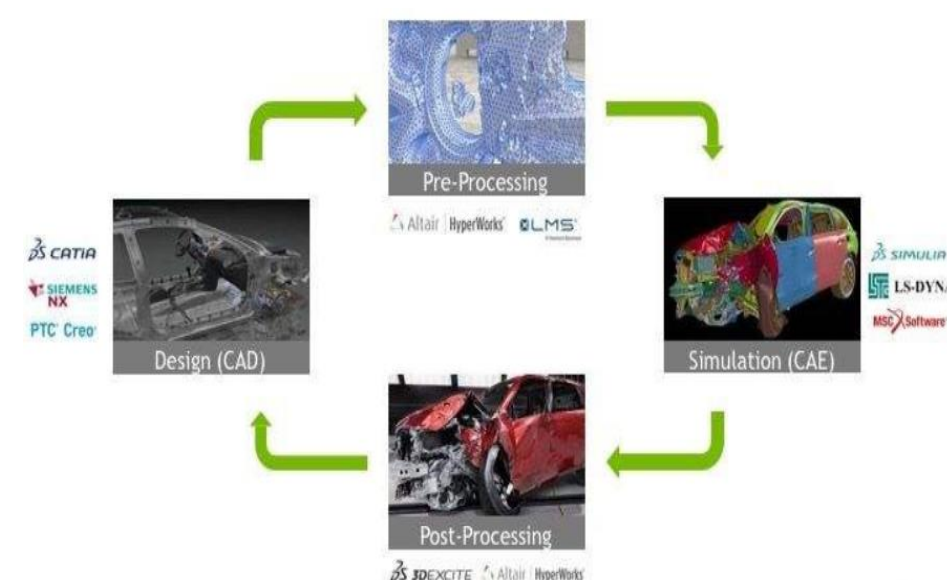 Pre-Processing
Altair | HyperWorks
LMS
Design (CAD)
CATIA
SIEMENS
NX
PTC Creo
Simulation (CAE)
SIMULIA
LS-DYNA
MSC Software
Post-Processing
3DEXCITE Altair | HyperWorks